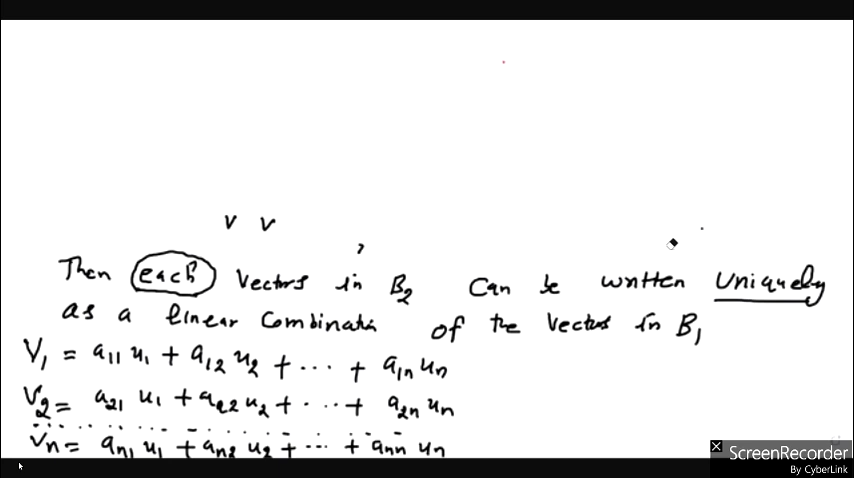 v v
Then each vectors in B₂ can be written uniquely
as a linear Combinati of the vectors in B₁
V₁ = a₁₁ u₁ + a₁₂ u₂ + ··· + a₁ₙ uₙ
V₂ = a₂₁ u₁ + a₂₂ u₂ + ··· + a₂ₙ uₙ
Vₙ = aₙ₁ u₁ + aₙ₂ u₂ + ··· + aₙₙ uₙ
ScreenRecorder
By CyberLink